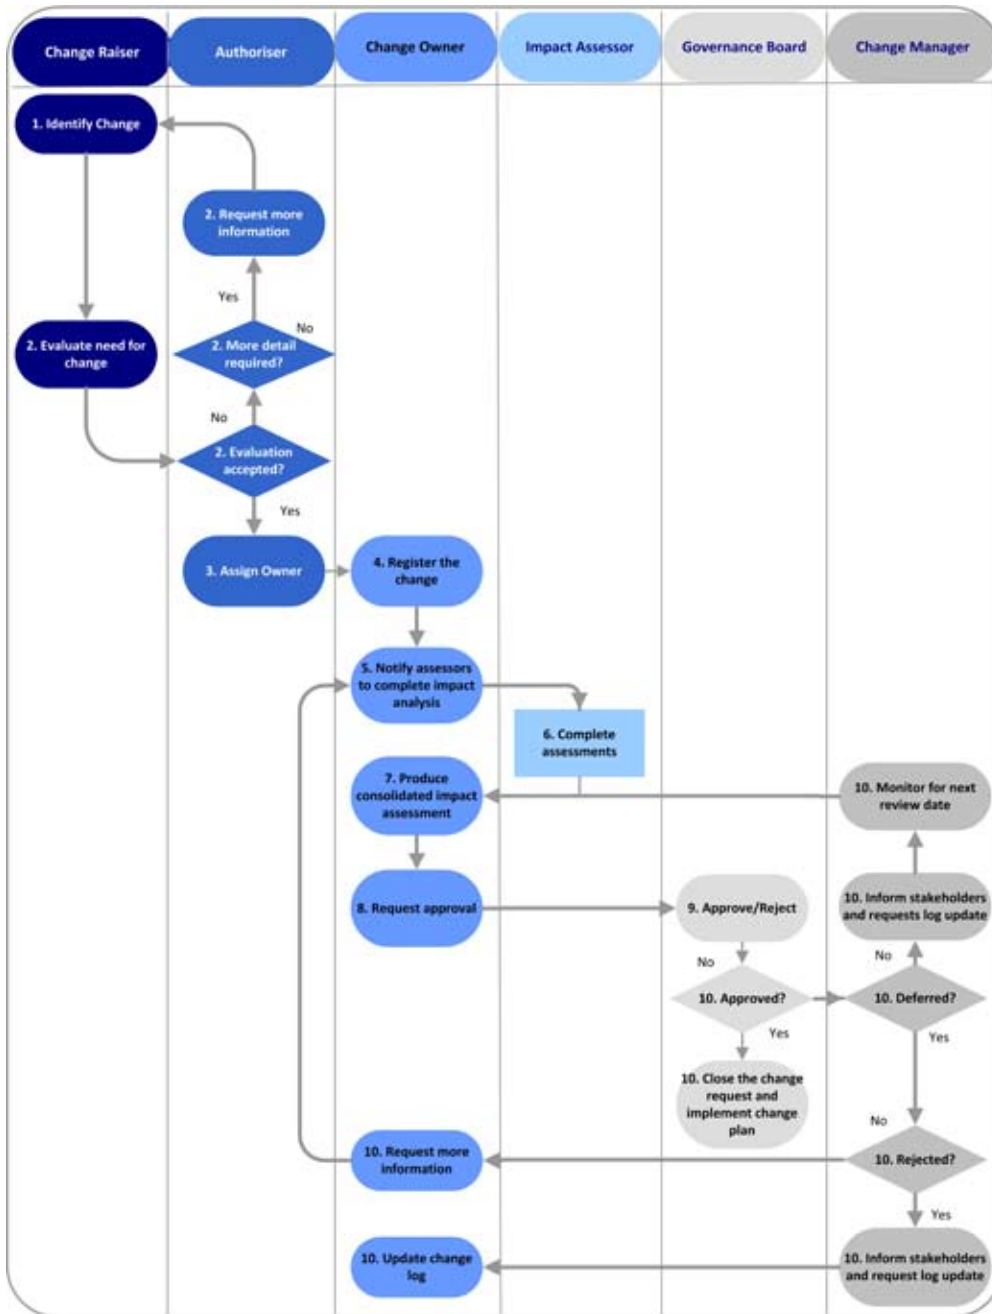 Change Raiser
Authoriser
Change Owner
Impact Assessor
Governance Board
Change Manager
1. Identify Change
2. Request more
information
Yes
No
2. Evaluate need for
change
2. More detail
required?
No
2. Evaluation
accepted?
Yes
3. Assign Owner
4. Register the
change
5. Notify assessors
to complete impact
analysis
6. Complete
assessments
7. Produce
consolidated impact
assessment
10. Monitor for next
review date
8. Request approval
9. Approve/Reject
10. Inform stakeholders
and requests log update
No
No
10. Approved?
10. Deferred?
Yes
Yes
10. Close the change
request and
implement change
plan
No
10. Request more
information
10. Rejected?
Yes
10. Update change
log
10. Inform stakeholders
and request log update